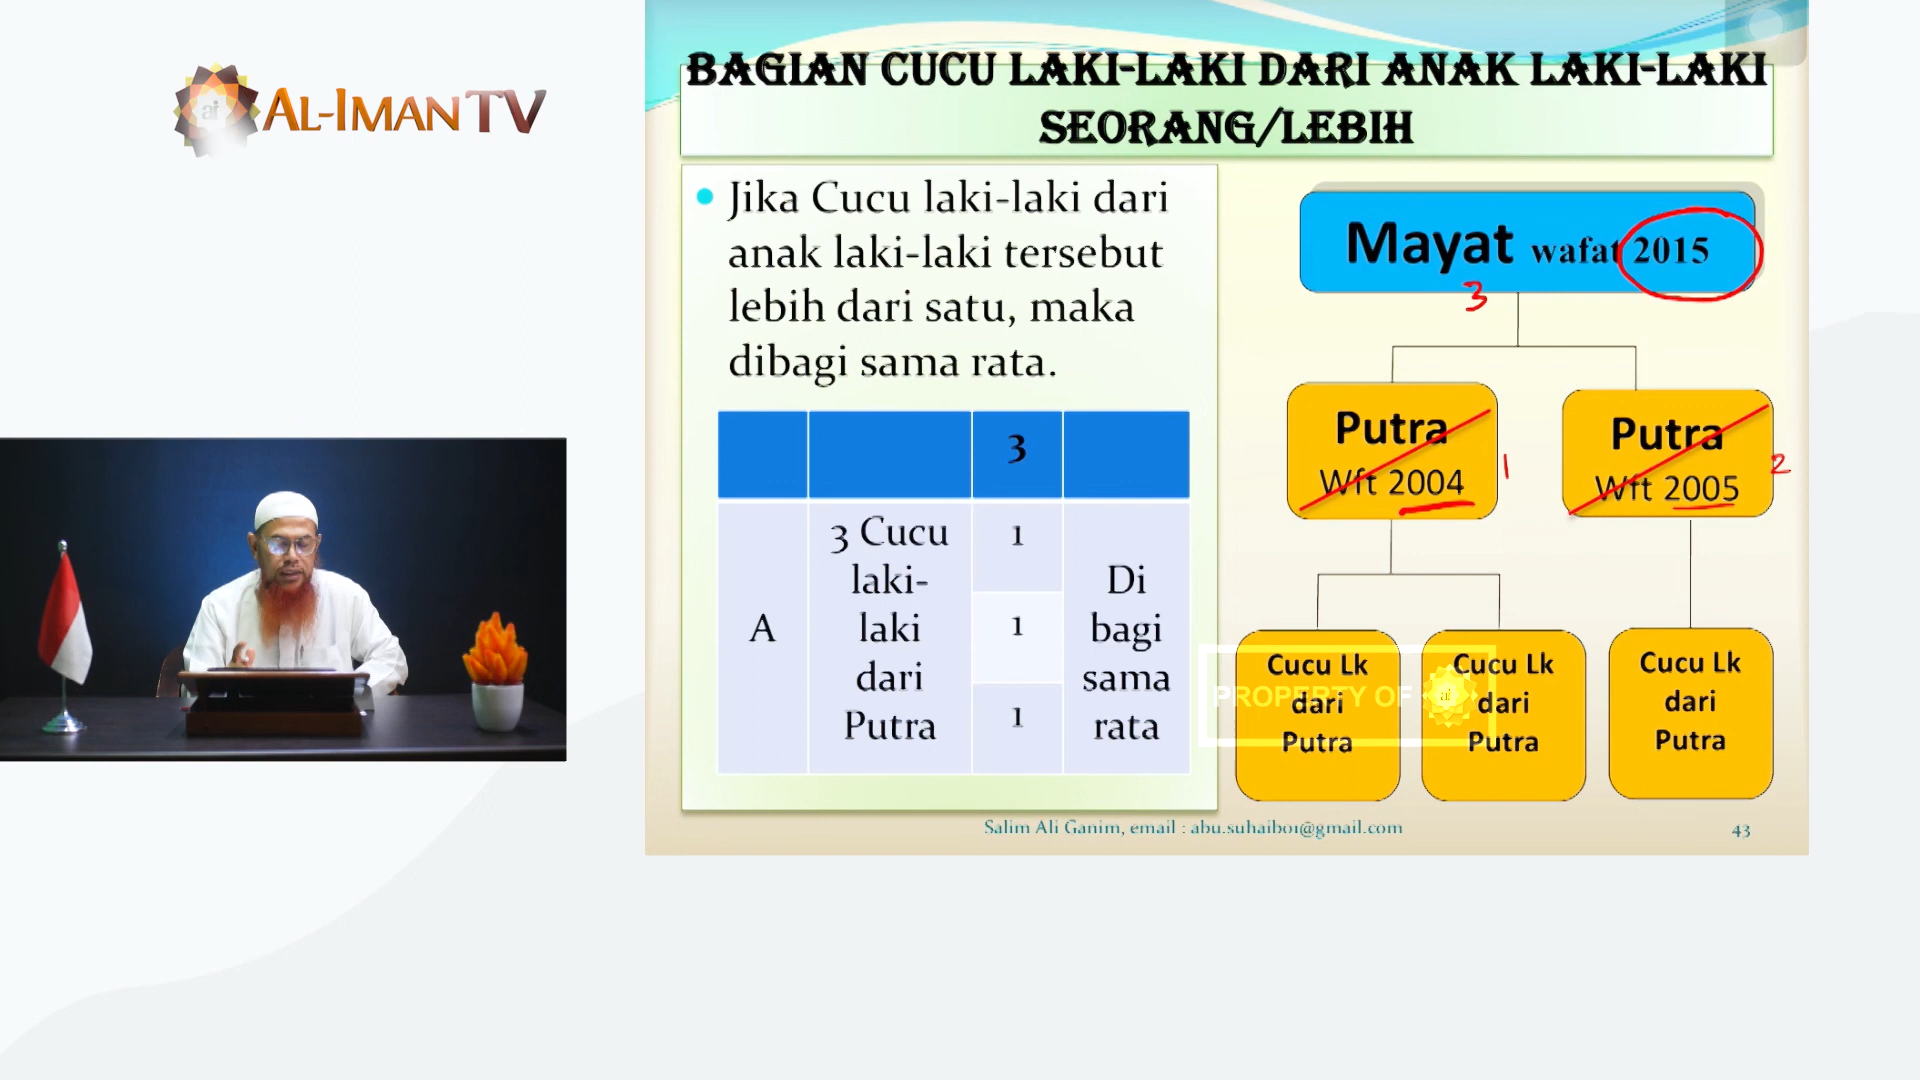 AL-IMAN TV
ai
BAGIAN CUCU LAKI-LAKI DARI ANAK LAKI-LAKI
SEORANG/LEBIH
Jika Cucu laki-laki dari
anak laki-laki tersebut
lebih dari satu, maka
dibagi sama rata.
3
A
3 Cucu
laki-
laki
dari
Putra
1
1
1
Di
bagi
sama
rata
Mayat wafat 2015
3
Putra
Wft 2004
1
Putra
Wft 2005
2
Cucu Lk
dari
Putra
Cucu Lk
dari
Putra
Cucu Lk
dari
Putra
PROPERTY OF ai
Salim Ali Ganim, email : abu.suhaib01@gmail.com
43